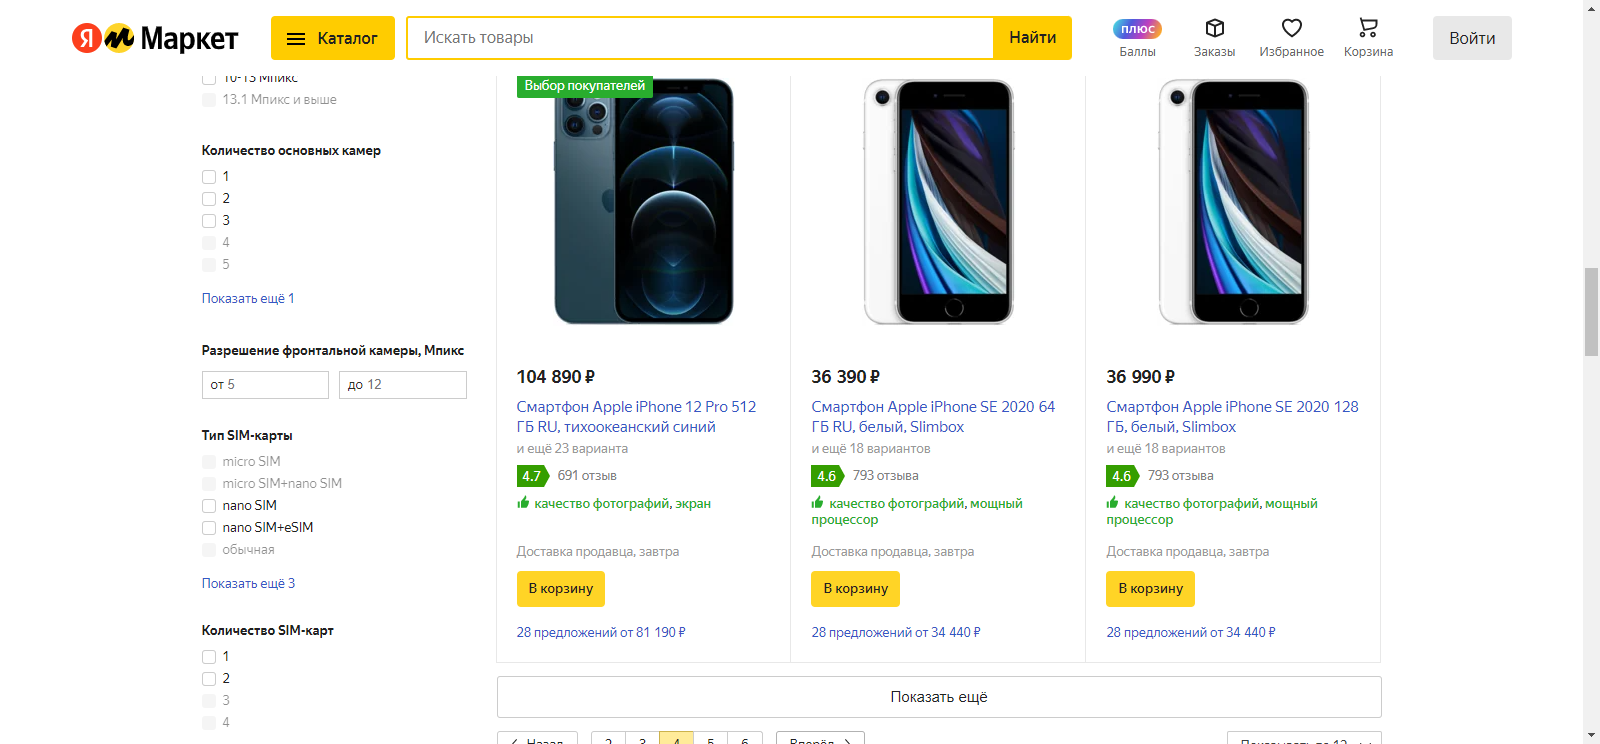 Я Маркет
Каталог
Искать товары
Найти
плюс
Баллы
Заказы
Избранное
Корзина
Войти
10-13 Мпикс
13.1 Мпикс и выше
Количество основных камер
1
2
3
4
5
Показать ещё 1
Разрешение фронтальной камеры, Мпикс
от 5
до 12
Тип SIM-карты
micro SIM
micro SIM+nano SIM
nano SIM
nano SIM+eSIM
обычная
Показать ещё 3
Количество SIM-карт
1
2
3
4
Выбор покупателей
104 890 ₽
Смартфон Apple iPhone 12 Pro 512
ГБ RU, тихоокеанский синий
и ещё 23 варианта
4.7 691 отзыв
качество фотографий, экран
Доставка продавца, завтра
В корзину
28 предложений от 81 190 ₽
36 390 ₽
Смартфон Apple iPhone SE 2020 64
ГБ RU, белый, Slimbox
и ещё 18 вариантов
4.6 793 отзыва
качество фотографий, мощный
процессор
Доставка продавца, завтра
В корзину
28 предложений от 34 440 ₽
36 990 ₽
Смартфон Apple iPhone SE 2020 128
ГБ, белый, Slimbox
и ещё 18 вариантов
4.6 793 отзыва
качество фотографий, мощный
процессор
Доставка продавца, завтра
В корзину
28 предложений от 34 440 ₽
Показать ещё
Назад 2 3 4 5 6 Вперёд
Показывать по 12